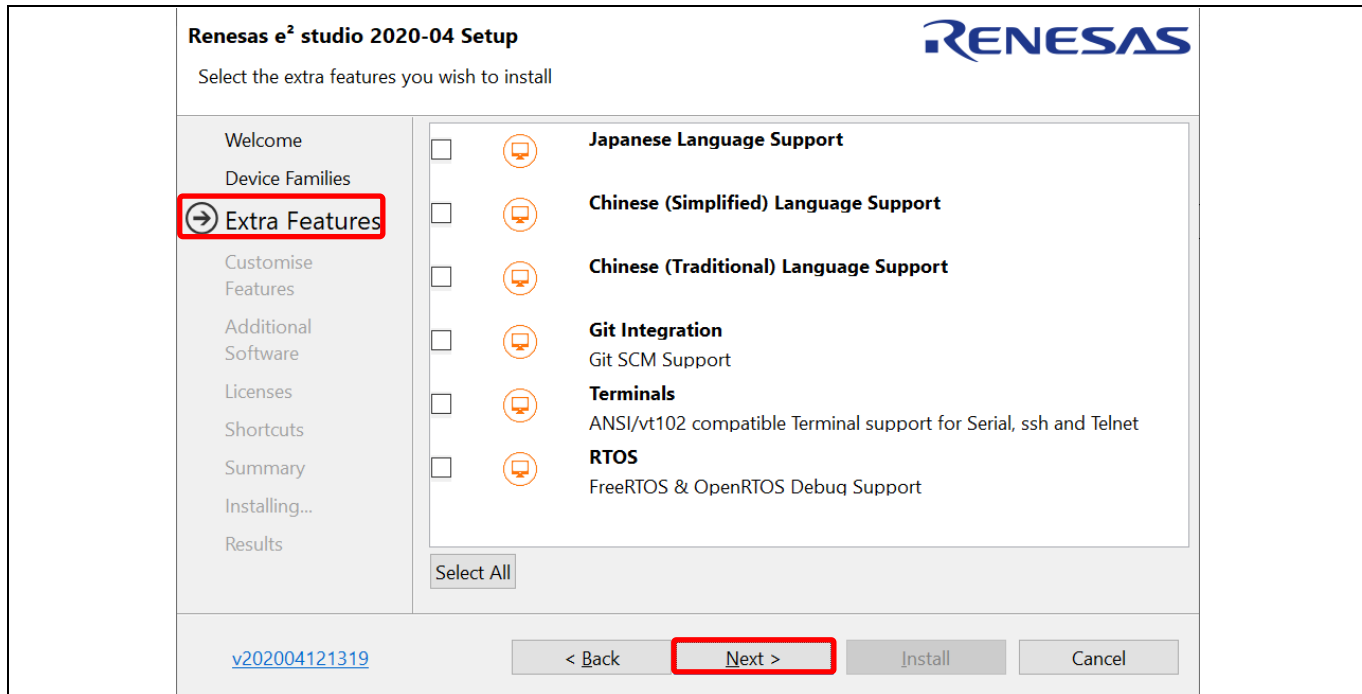 Renesas e² studio 2020-04 Setup
RENESAS
Select the extra features you wish to install
Welcome
Device Families
Extra Features
Customise
Features
Additional
Software
Licenses
Shortcuts
Summary
Installing...
Results
Japanese Language Support
Chinese (Simplified) Language Support
Chinese (Traditional) Language Support
Git Integration
Git SCM Support
Terminals
ANSI/vt102 compatible Terminal support for Serial, ssh and Telnet
RTOS
FreeRTOS & OpenRTOS Debug Support
Select All
v202004121319
< Back
Next >
Install
Cancel